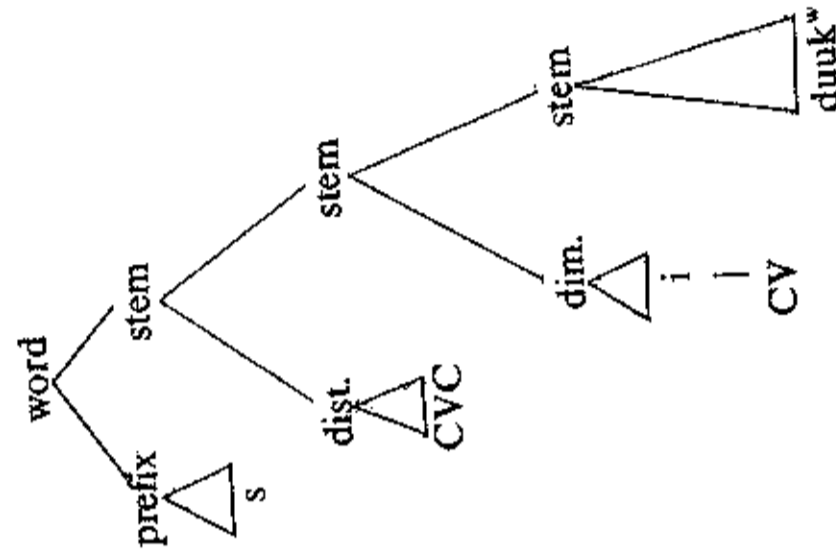 word
prefix stem
s
dist. stem
CVC
dim. stem
i
CV
duukʷ